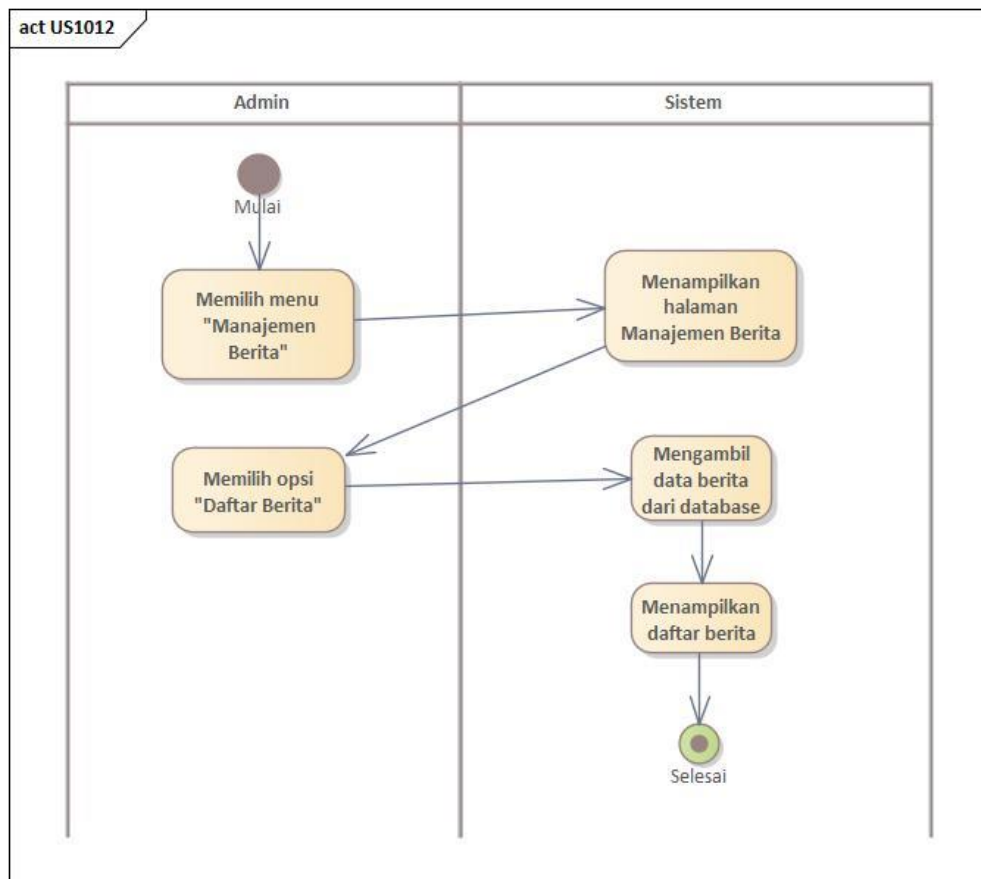 act US1012
Admin
Sistem
Mulai
Memilih menu
"Manajemen
Berita"
Menampilkan
halaman
Manajemen Berita
Memilih opsi
"Daftar Berita"
Mengambil
data berita
dari database
Menampilkan
daftar berita
Selesai